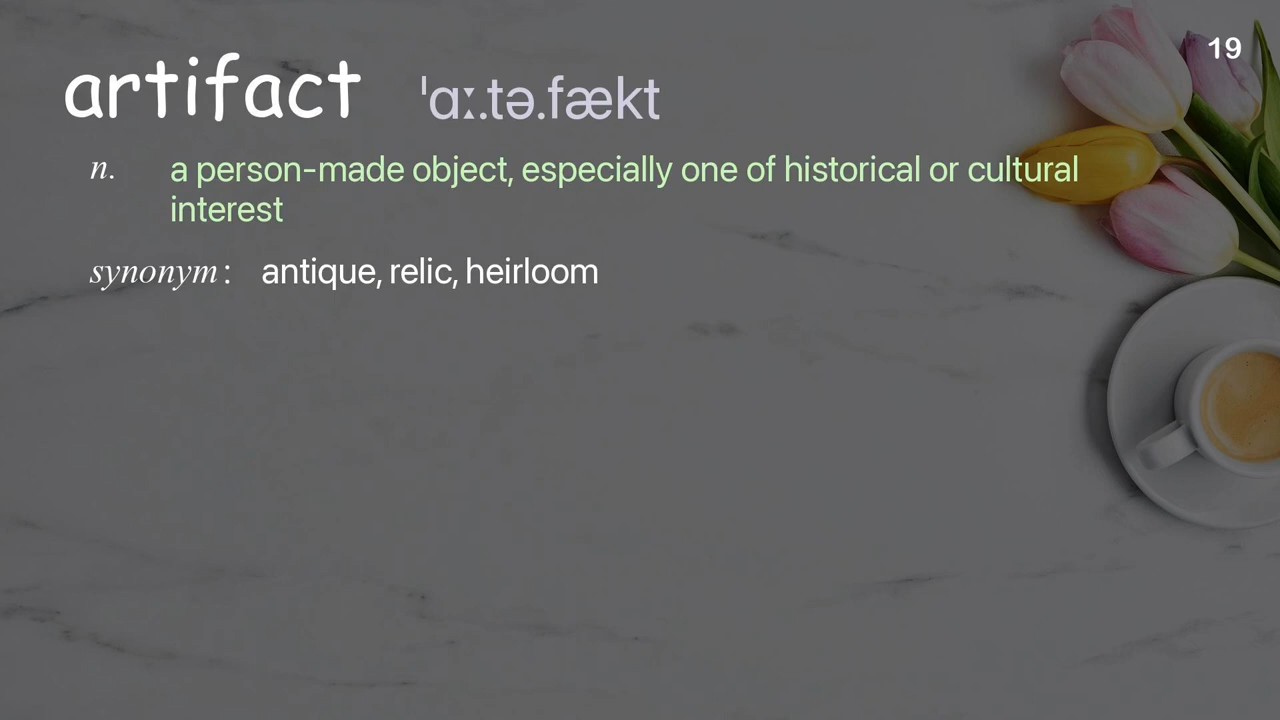 19
artifact ˈɑː.tə.fækt
n. a person-made object, especially one of historical or cultural
interest
synonym: antique, relic, heirloom